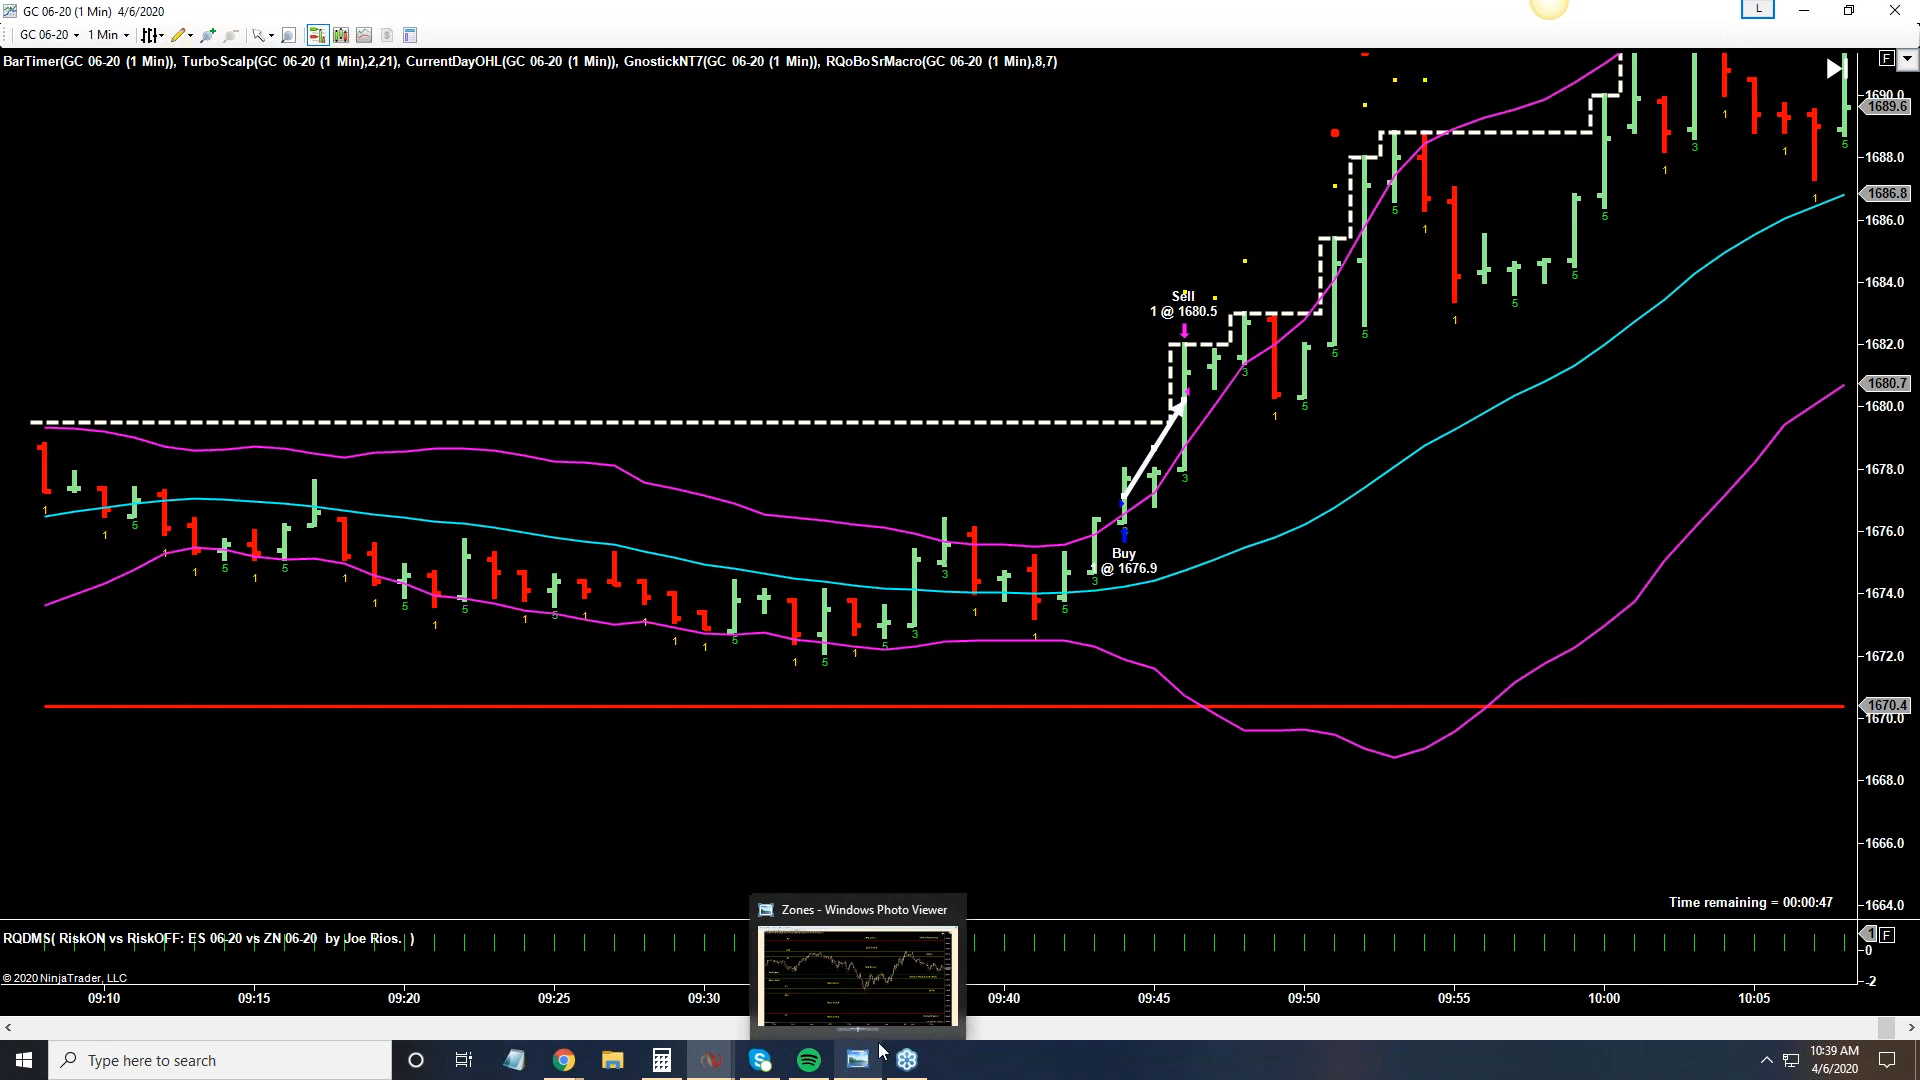 GC 06-20 (1 Min)  4/6/2020
L
GC 06-20  1 Min
BarTimer(GC 06-20 (1 Min)), TurboScalp(GC 06-20 (1 Min),2,21), CurrentDayOHL(GC 06-20 (1 Min)), GnostickNT7(GC 06-20 (1 Min)), RQoBoSrMacro(GC 06-20 (1 Min),8,7)
F
1690.0
1689.6
1688.0
1686.8
1686.0
1684.0
Sell
1 @ 1680.5
1682.0
1680.7
1680.0
1678.0
1676.0
Buy
1 @ 1676.9
1674.0
1672.0
1670.4
1670.0
1668.0
1666.0
Time remaining = 00:00:47
1664.0
Zones - Windows Photo Viewer
RQDMS( RiskON vs RiskOFF: ES 06-20 vs ZN 06-20  by Joe Rios. )
1 F
0
© 2020 NinjaTrader, LLC
-2
09:10 09:15 09:20 09:25 09:30 09:40 09:45 09:50 09:55 10:00 10:05
Type here to search
10:39 AM
4/6/2020